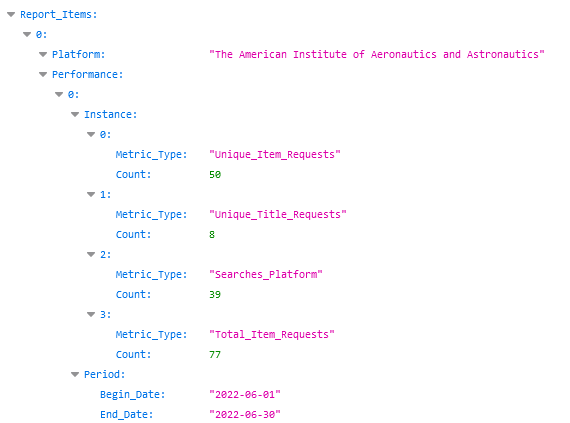 Report_Items:
0:
Platform: "The American Institute of Aeronautics and Astronautics"
Performance:
0:
Instance:
0:
Metric_Type: "Unique_Item_Requests"
Count: 50
1:
Metric_Type: "Unique_Title_Requests"
Count: 8
2:
Metric_Type: "Searches_Platform"
Count: 39
3:
Metric_Type: "Total_Item_Requests"
Count: 77
Period:
Begin_Date: "2022-06-01"
End_Date: "2022-06-30"